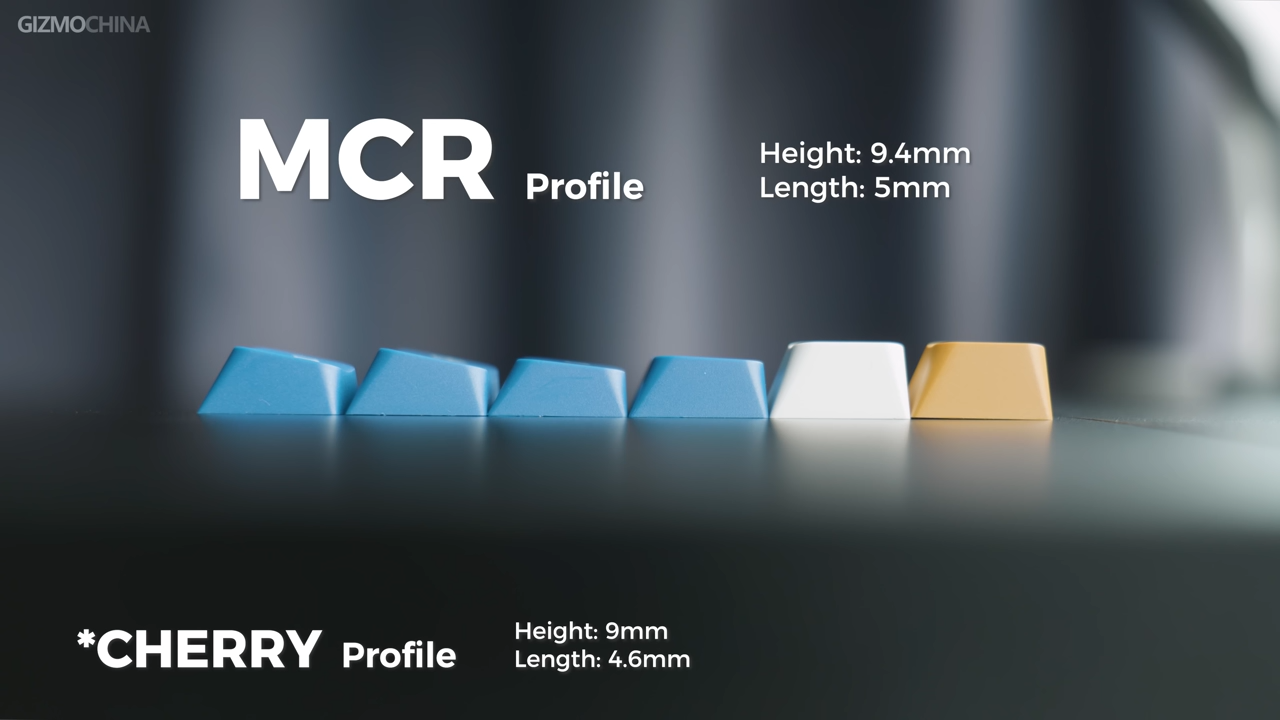 GIZMOCHINA
MCR Profile
Height: 9.4mm
Length: 5mm
*CHERRY Profile
Height: 9mm
Length: 4.6mm